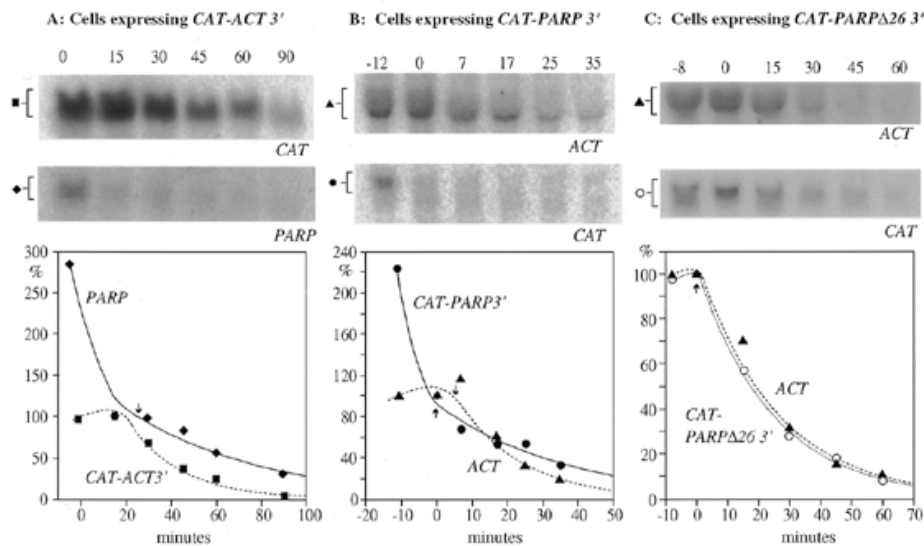 A: Cells expressing CAT-ACT 3'
0 15 30 45 60 90
CAT
PARP
300
%
250
200
150
100
50
0
PARP
CAT-ACT3'
0 20 40 60 80 100
minutes
B: Cells expressing CAT-PARP 3'
-12 0 7 17 25 35
ACT
CAT
240
%
200
160
120
80
40
0
CAT-PARP3'
ACT
-20 -10 0 10 20 30 40 50
minutes
C: Cells expressing CAT-PARPΔ26 3'
-8 0 15 30 45 60
ACT
CAT
%
100
80
60
40
20
0
ACT
CAT-
PARPΔ26 3'
-10 0 10 20 30 40 50 60 70
minutes